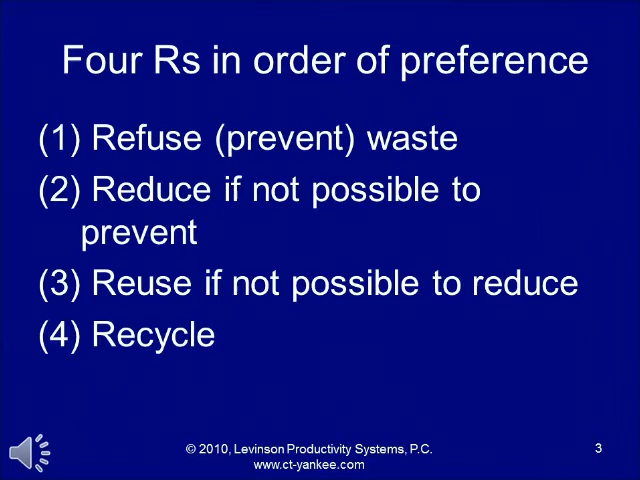 Four Rs in order of preference
(1) Refuse (prevent) waste
(2) Reduce if not possible to
prevent
(3) Reuse if not possible to reduce
(4) Recycle
© 2010, Levinson Productivity Systems, P.C.
www.ct-yankee.com
3